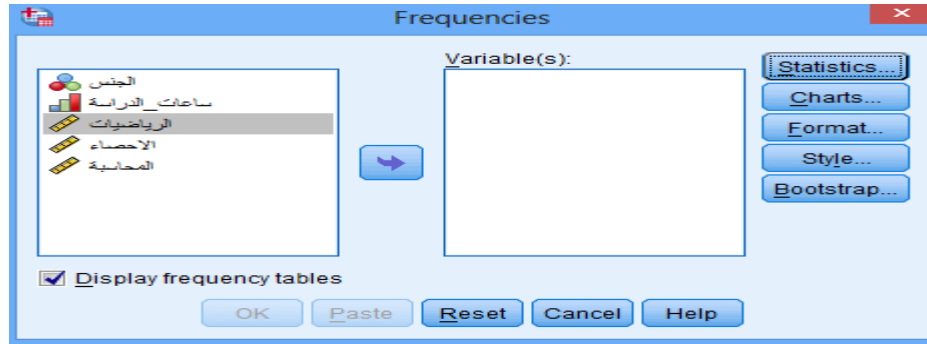 Frequencies
Variable(s):
الجنس
ساعات_الدراسة
الرياضيات
الاحصاء
المحاسبة
Statistics...
Charts...
Format...
Style...
Bootstrap...
Display frequency tables
OK
Paste
Reset
Cancel
Help